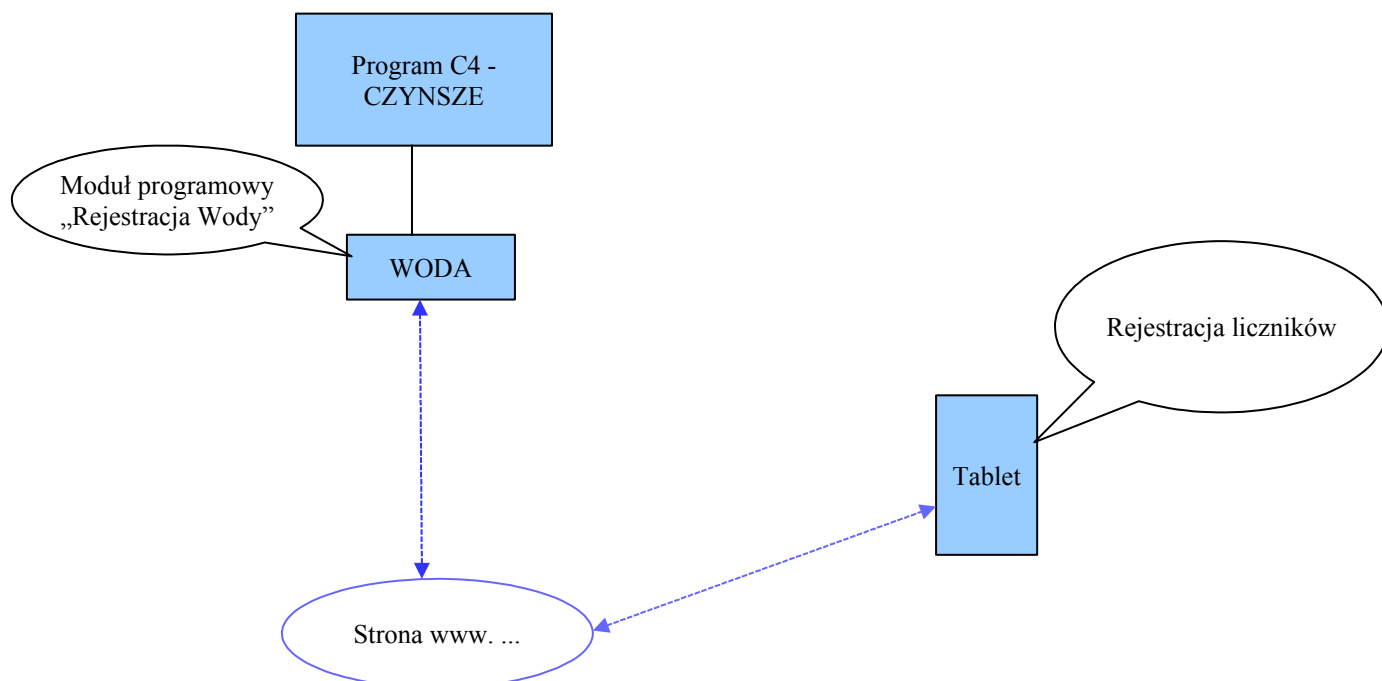 Program C4 -
CZYNSZE
Moduł programowy
„Rejestracja Wody”
WODA
Rejestracja liczników
Tablet
Strona www. ...